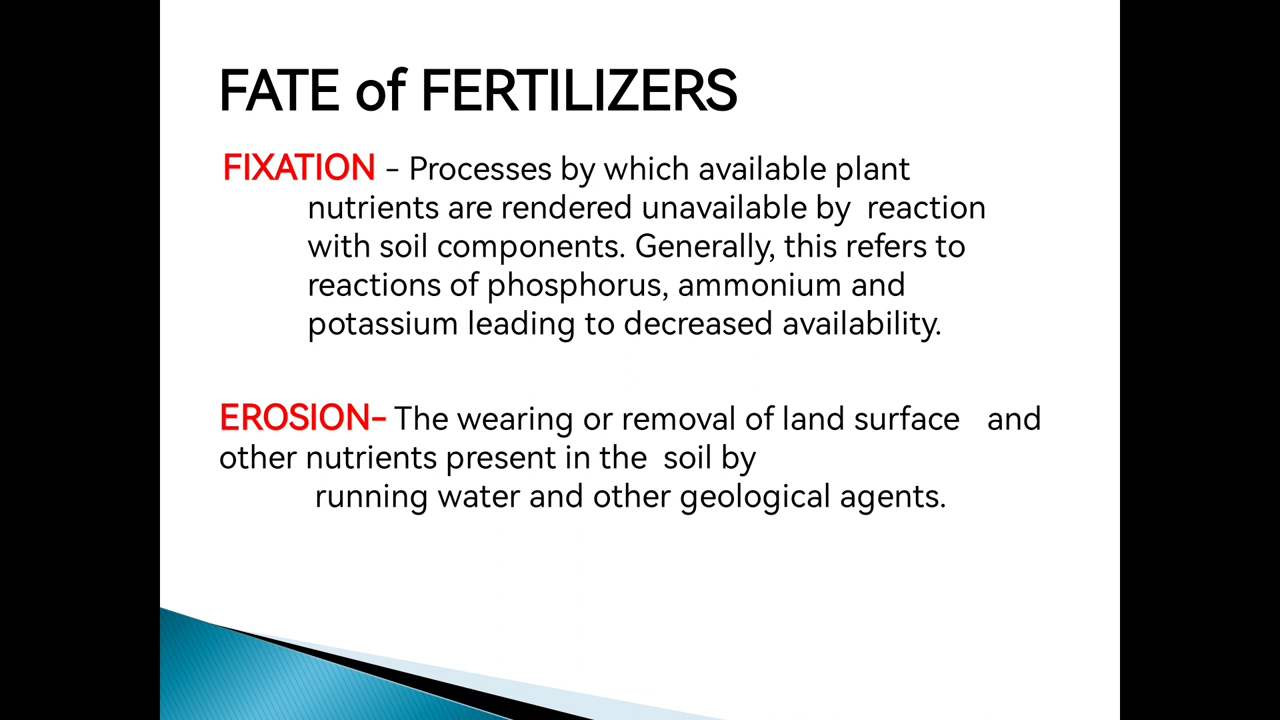 FATE of FERTILIZERS
FIXATION - Processes by which available plant
nutrients are rendered unavailable by reaction
with soil components. Generally, this refers to
reactions of phosphorus, ammonium and
potassium leading to decreased availability.
EROSION- The wearing or removal of land surface and
other nutrients present in the soil by
running water and other geological agents.